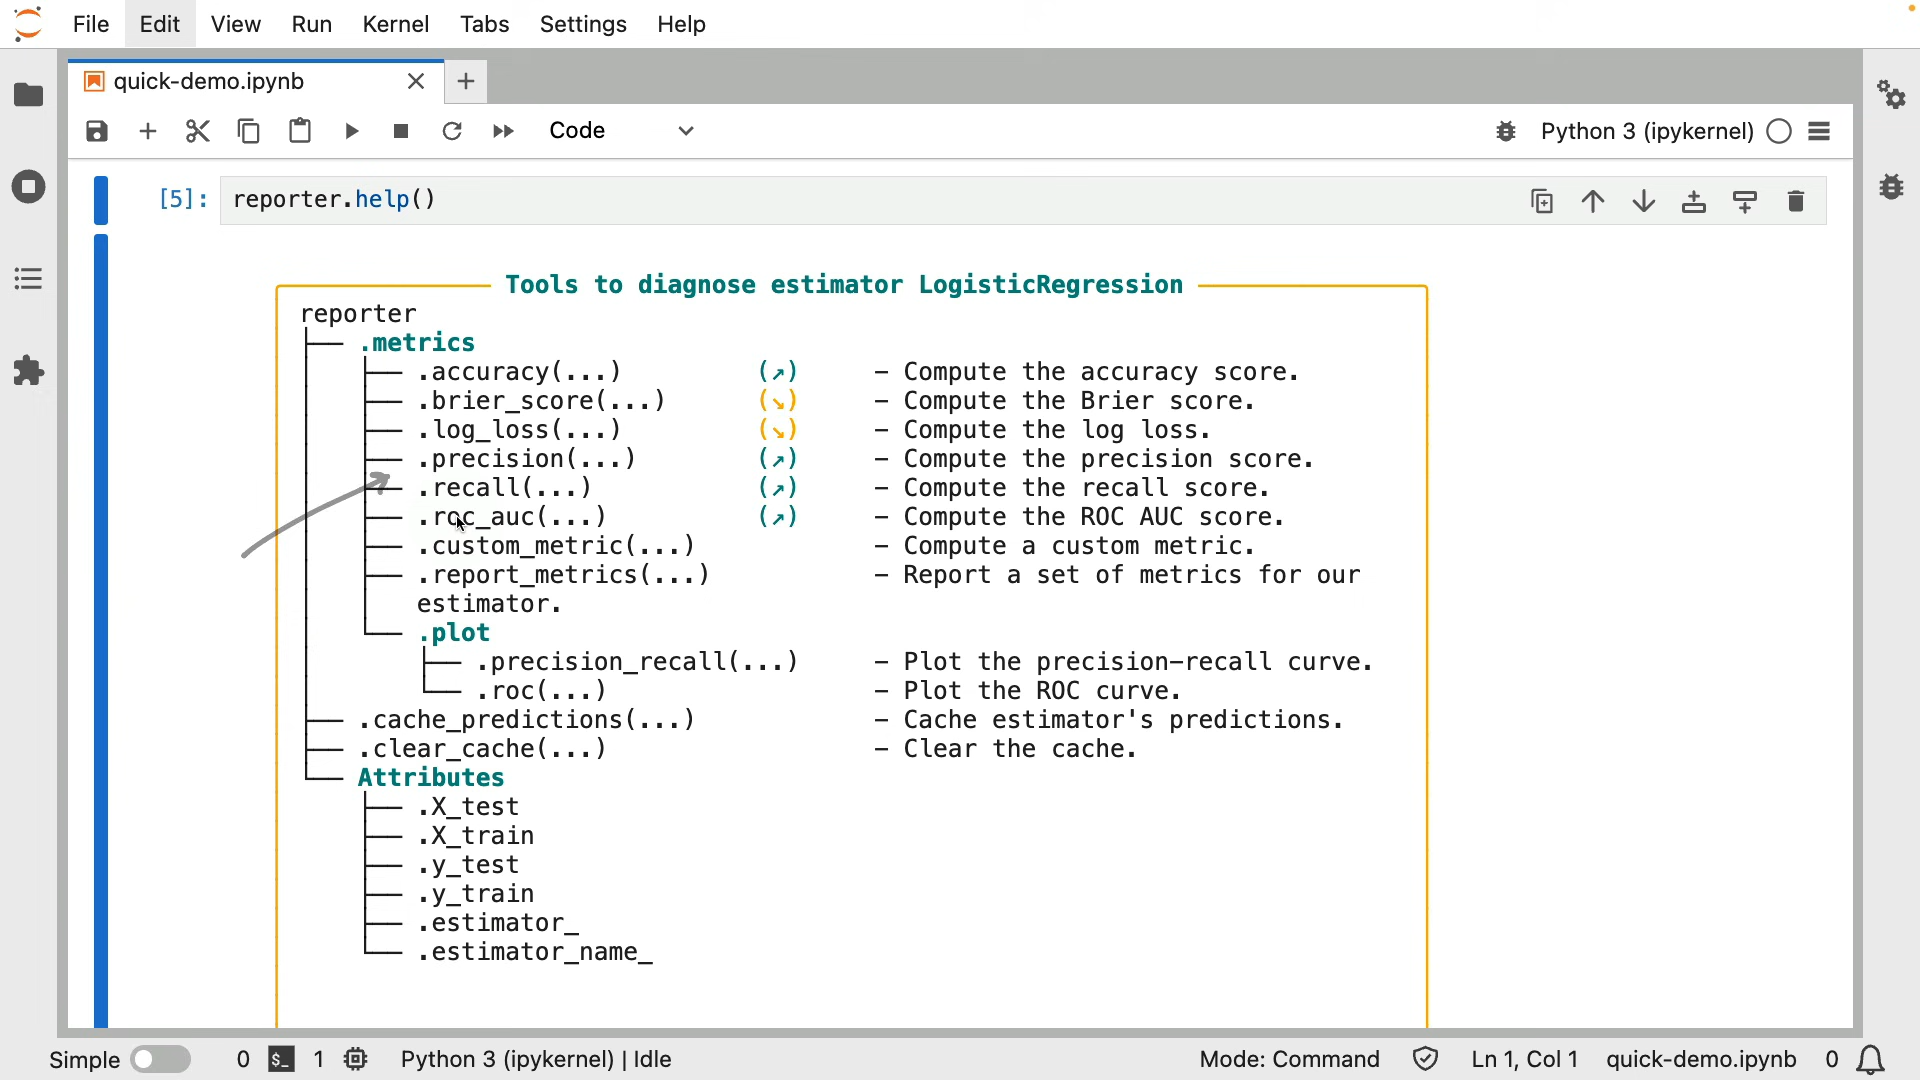 File Edit View Run Kernel Tabs Settings Help
quick-demo.ipynb
Code
Python 3 (ipykernel)
[5]: reporter.help()
Tools to diagnose estimator LogisticRegression
reporter
.metrics
.accuracy(...) (↗) - Compute the accuracy score.
.brier_score(...) (↘) - Compute the Brier score.
.log_loss(...) (↘) - Compute the log loss.
.precision(...) (↗) - Compute the precision score.
.recall(...) (↗) - Compute the recall score.
.roc_auc(...) (↗) - Compute the ROC AUC score.
.custom_metric(...) - Compute a custom metric.
.report_metrics(...) - Report a set of metrics for our
estimator.
.plot
.precision_recall(...) - Plot the precision-recall curve.
.roc(...) - Plot the ROC curve.
.cache_predictions(...) - Cache estimator's predictions.
.clear_cache(...) - Clear the cache.
Attributes
.X_test
.X_train
.y_test
.y_train
.estimator_
.estimator_name_
Simple 0 $_ 1 Python 3 (ipykernel) | Idle Mode: Command Ln 1, Col 1 quick-demo.ipynb 0